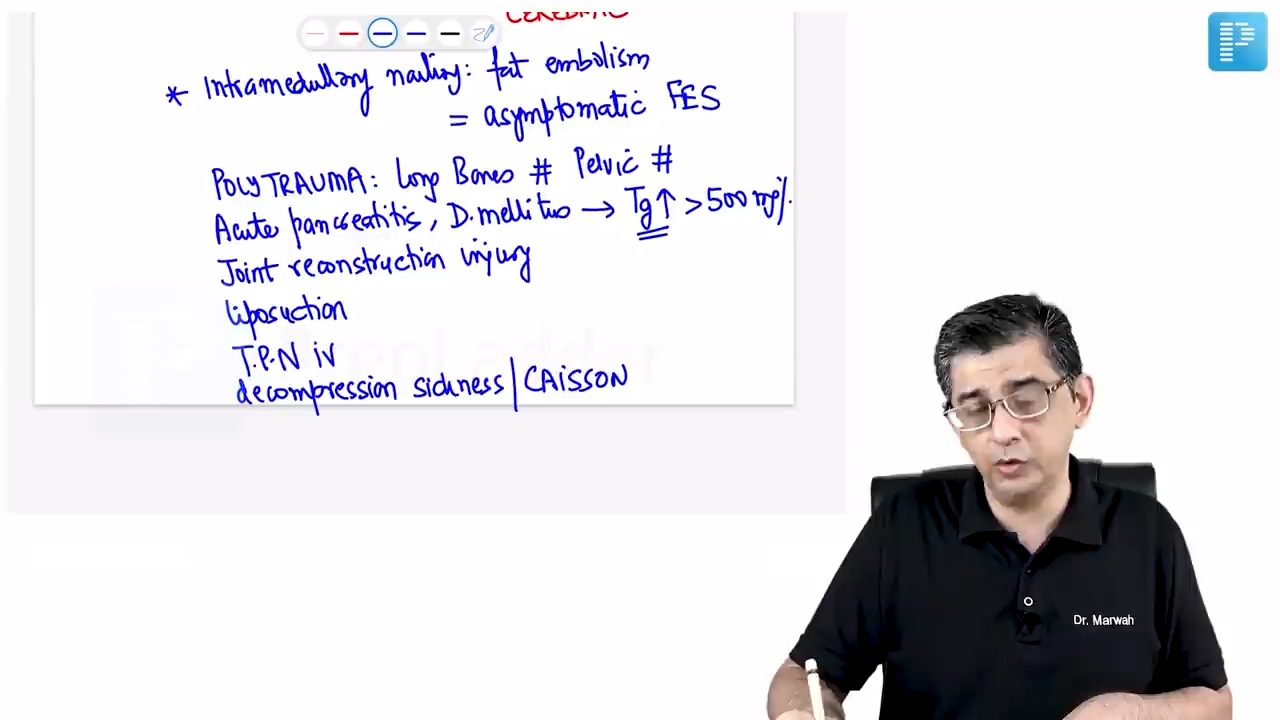 CEREBRAL
* Intramedullary nailing: fat embolism
= asymptomatic FES
POLYTRAUMA: Long Bones # Pelvic #
Acute pancreatitis, D. mellitus → Tg↑ > 500 mg%.
Joint reconstruction injury
liposuction
T.P.N iv
decompression sickness | CAISSON
Dr. Marwah